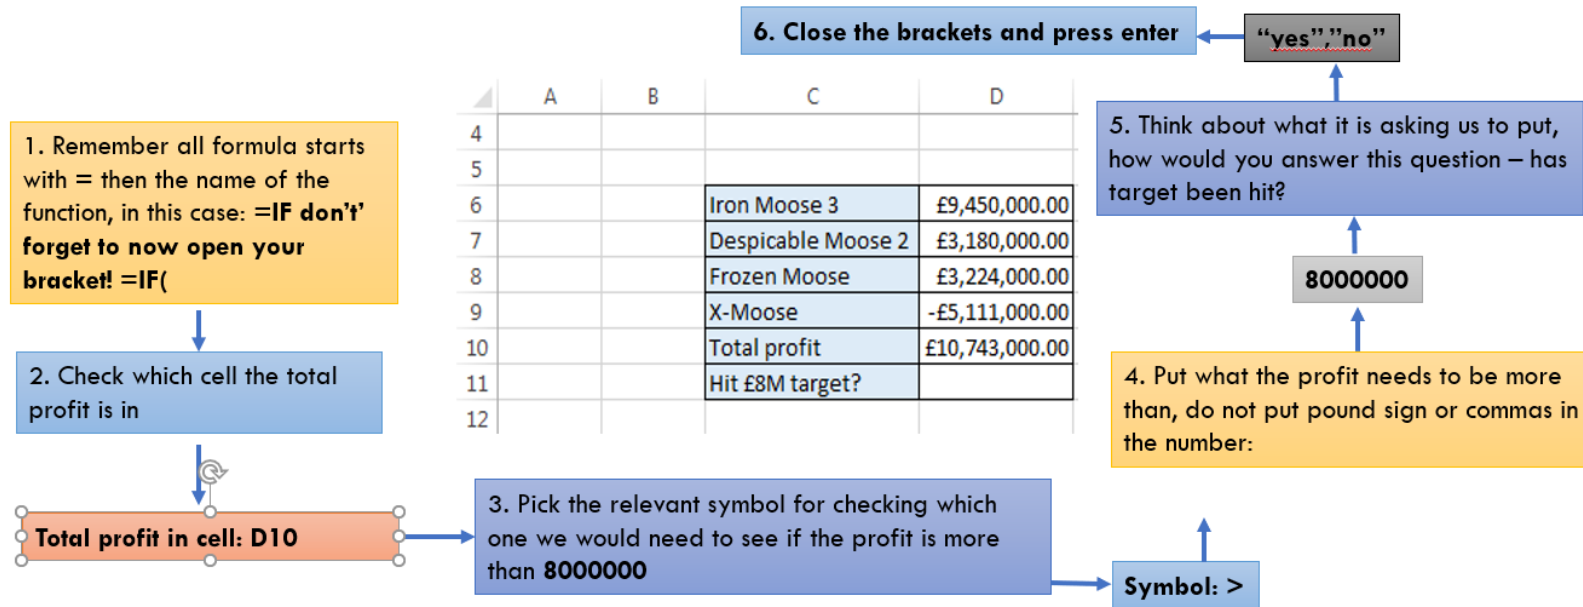 1. Remember all formula starts
with = then the name of the
function, in this case: =IF don't'
forget to now open your
bracket! =IF(
2. Check which cell the total
profit is in
Total profit in cell: D10
3. Pick the relevant symbol for checking which
one we would need to see if the profit is more
than 8000000
Symbol: >
4. Put what the profit needs to be more
than, do not put pound sign or commas in
the number:
8000000
5. Think about what it is asking us to put,
how would you answer this question – has
target been hit?
“yes”,”no”
6. Close the brackets and press enter
A B C D
4
5
6 Iron Moose 3 £9,450,000.00
7 Despicable Moose 2 £3,180,000.00
8 Frozen Moose £3,224,000.00
9 X-Moose -£5,111,000.00
10 Total profit £10,743,000.00
11 Hit £8M target?
12